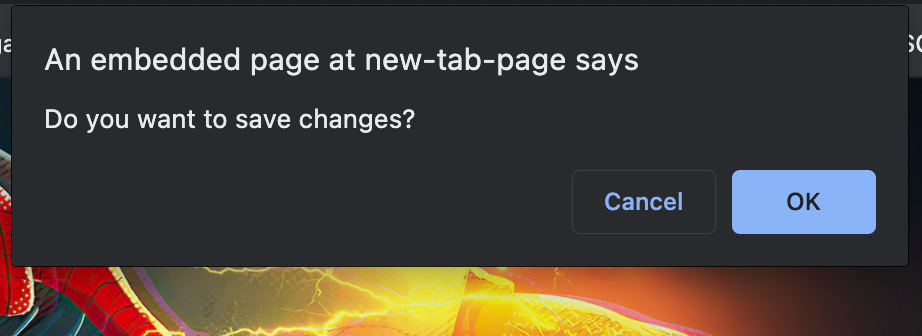 An embedded page at new-tab-page says
Do you want to save changes?
Cancel
OK